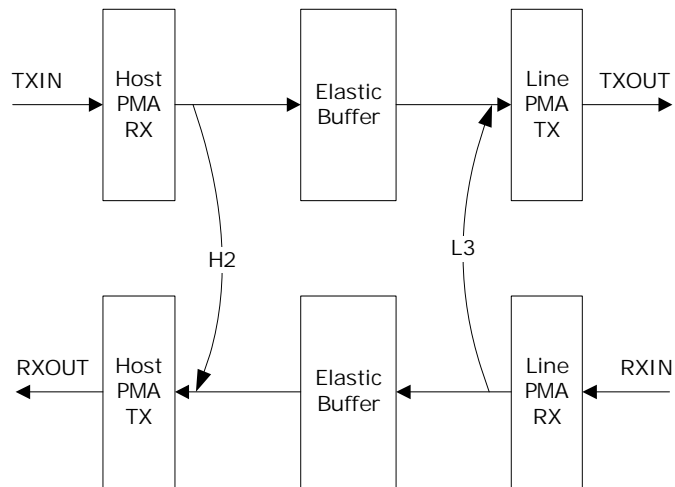 TXIN
Host
PMA
RX
Elastic
Buffer
Line
PMA
TX
TXOUT
H2
L3
RXOUT
Host
PMA
TX
Elastic
Buffer
Line
PMA
RX
RXIN